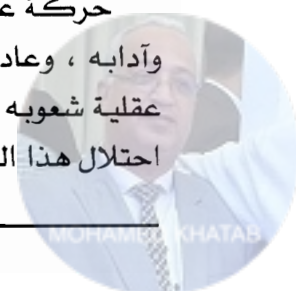 حركة
وآدابه ، وعاد
عقلية شعوبه
احتلال هذا
MOHAMED KHATAB